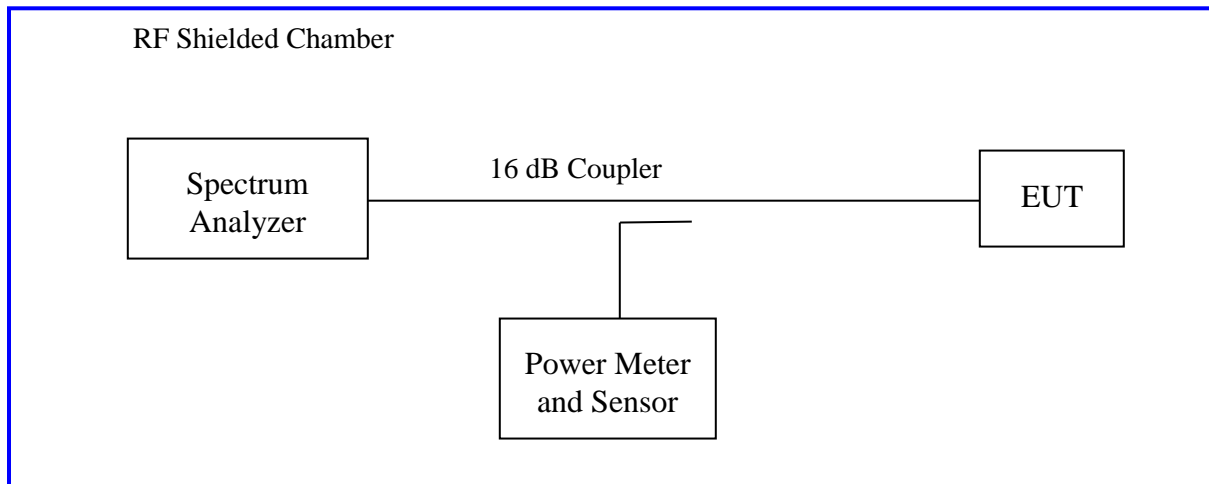 RF Shielded Chamber
16 dB Coupler
Spectrum
Analyzer
EUT
Power Meter
and Sensor